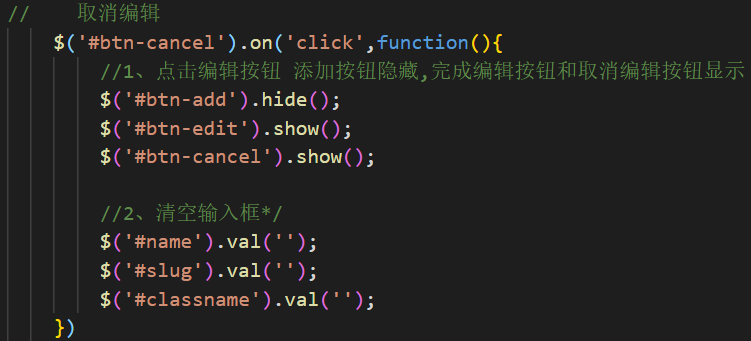 //    取消编辑
$('#btn-cancel').on('click',function(){
//1、点击编辑按钮 添加按钮隐藏,完成编辑按钮和取消编辑按钮显示
$('#btn-add').hide();
$('#btn-edit').show();
$('#btn-cancel').show();
//2、清空输入框*/
$('#name').val('');
$('#slug').val('');
$('#classname').val('');
})